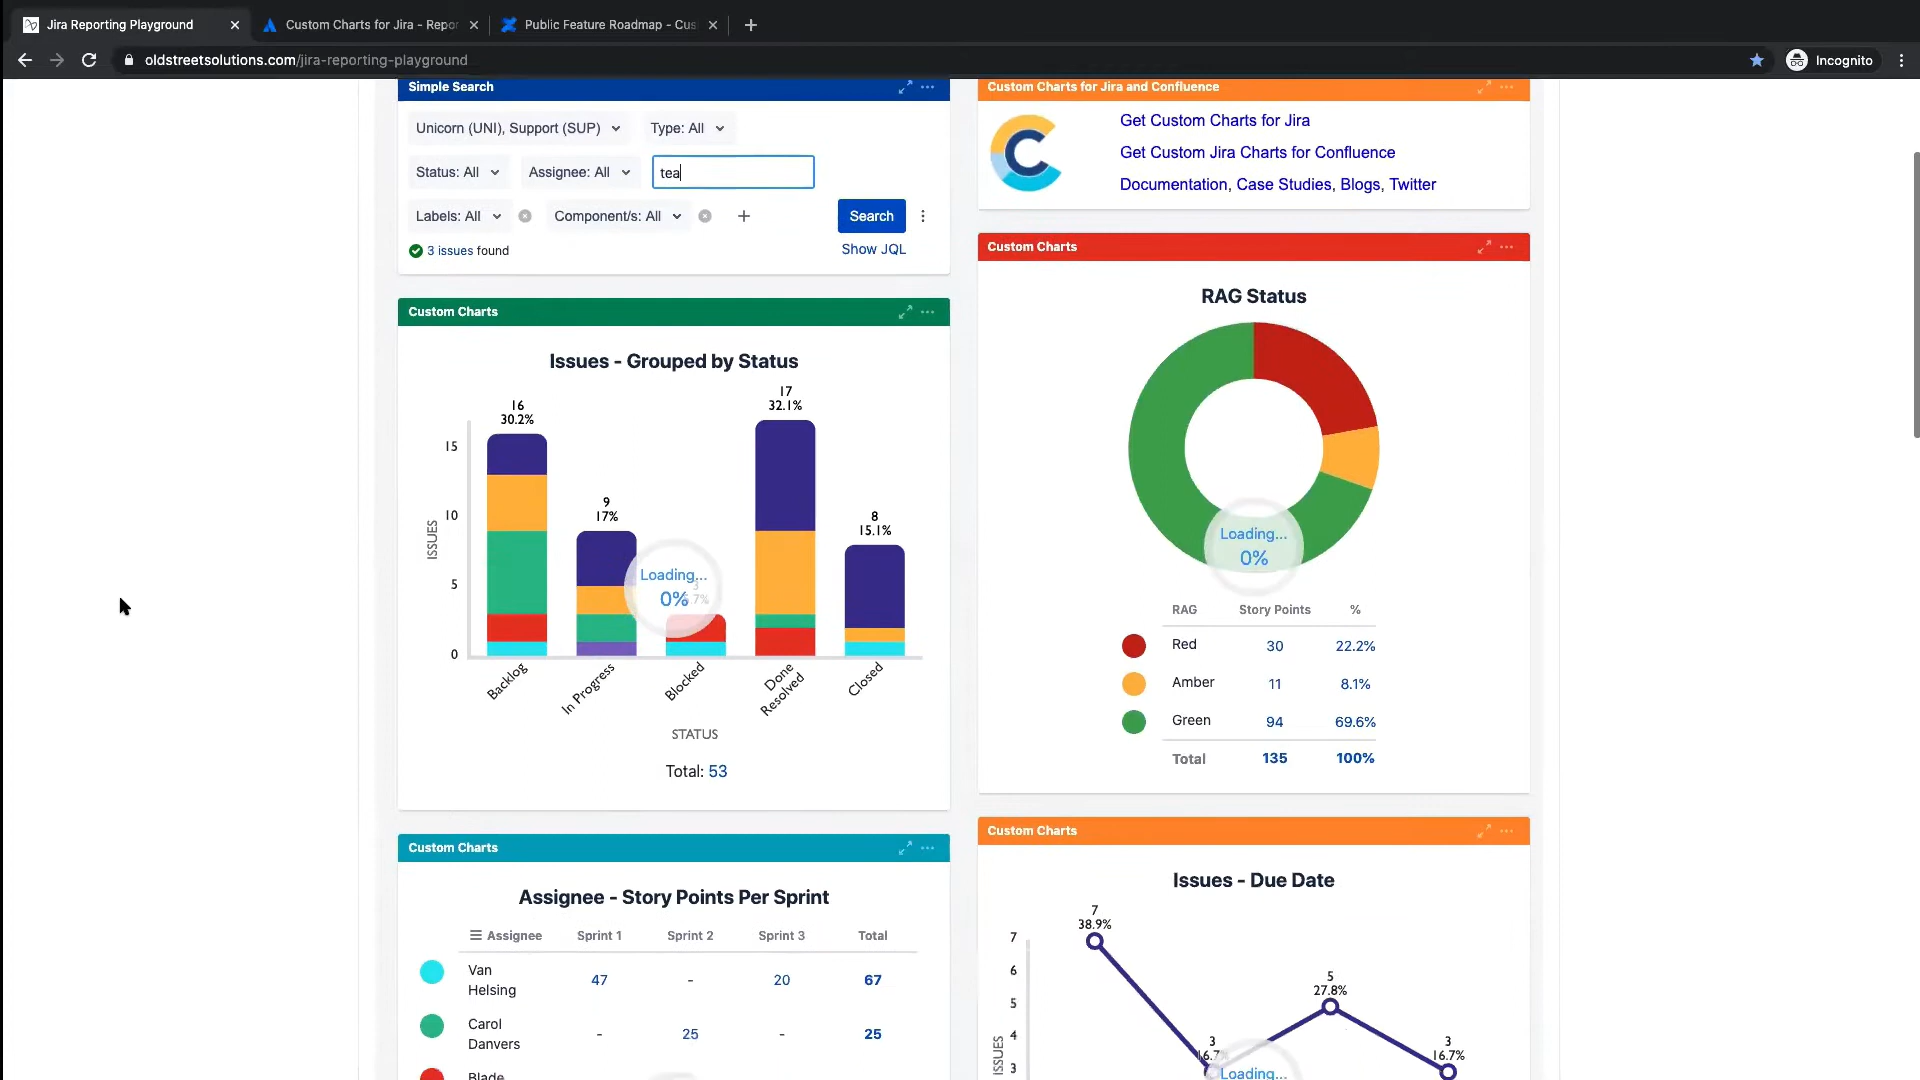 Jira Reporting Playground
Custom Charts for Jira - Repor
Public Feature Roadmap - Cus
oldstreetsolutions.com/jira-reporting-playground
Incognito
Simple Search
Unicorn (UNI), Support (SUP)
Type: All
Status: All
Assignee: All
tea
Labels: All
Component/s: All
Search
3 issues found
Show JQL
Custom Charts for Jira and Confluence
Get Custom Charts for Jira
Get Custom Jira Charts for Confluence
Documentation, Case Studies, Blogs, Twitter
Custom Charts
Issues - Grouped by Status
16
30.2%
9
17%
3
.7%
17
32.1%
8
15.1%
15
10
5
0
ISSUES
Loading...
0%
Backlog
In Progress
Blocked
Done
Resolved
Closed
STATUS
Total: 53
Custom Charts
RAG Status
Loading...
0%
RAG Story Points %
Red 30 22.2%
Amber 11 8.1%
Green 94 69.6%
Total 135 100%
Custom Charts
Assignee - Story Points Per Sprint
Assignee Sprint 1 Sprint 2 Sprint 3 Total
Van
Helsing
47 - 20 67
Carol
Danvers
- 25 - 25
Blade
Custom Charts
Issues - Due Date
7
38.9%
3
16.7%
5
27.8%
3
16.7%
7
6
5
4
3
ISSUES
Loading...